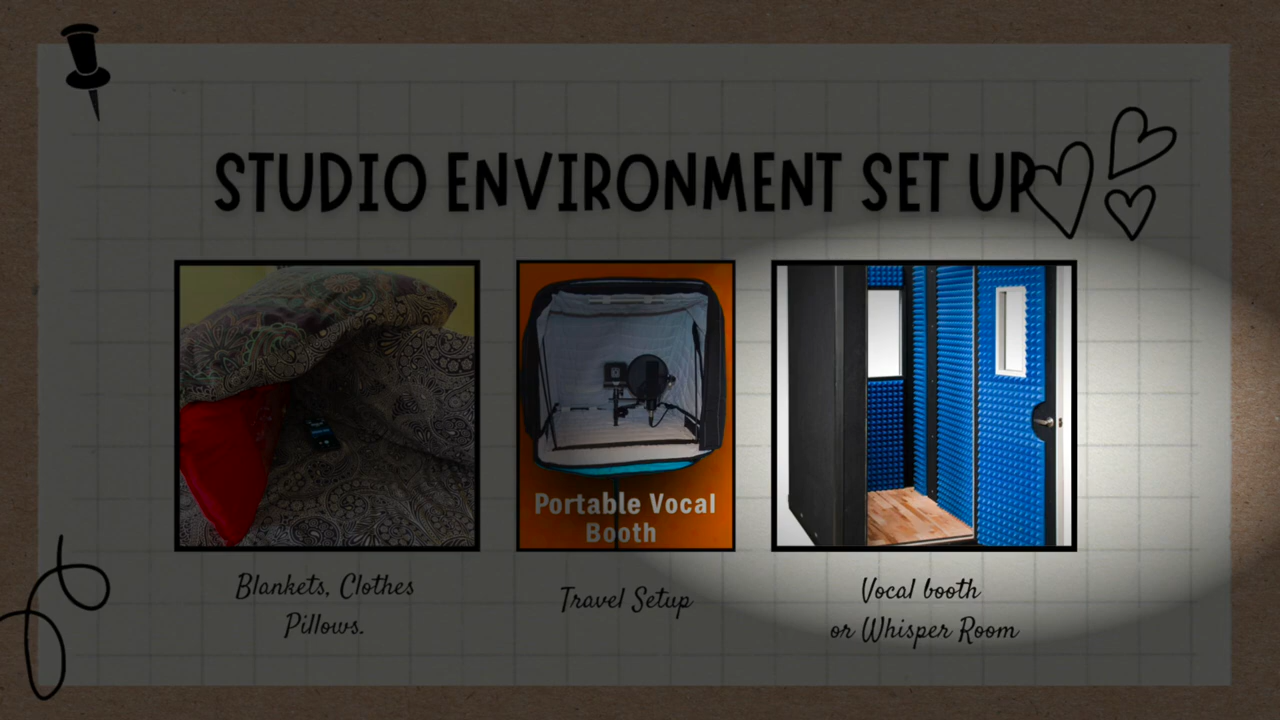 STUDIO ENVIRONMENT SET UP
Portable Vocal
Booth
Blankets, Clothes
Pillows.
Travel Setup
Vocal booth
or Whisper Room